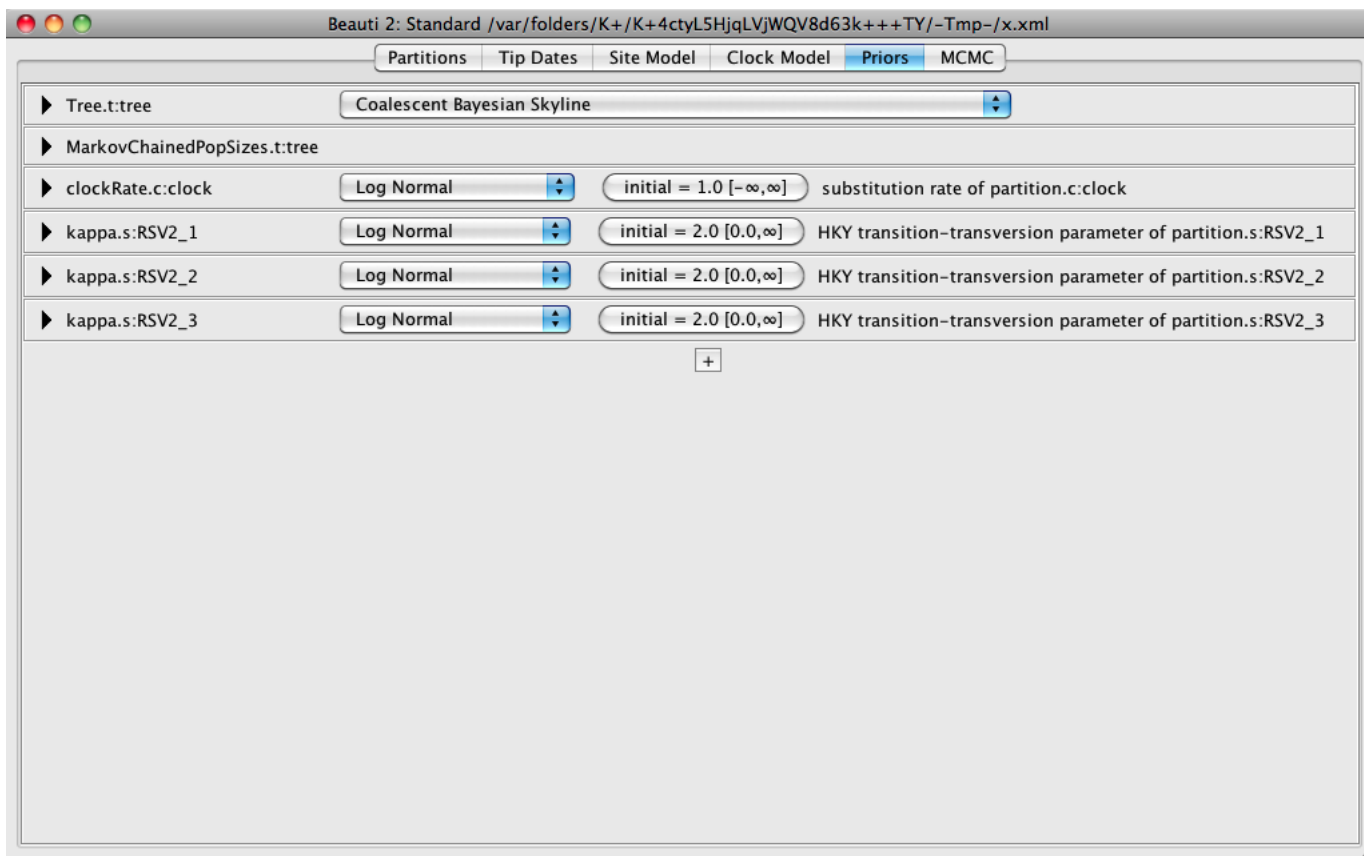 Beauti 2: Standard /var/folders/K+/K+4ctyL5HjqLVjWQV8d63k+++TY/-Tmp-/x.xml
Partitions Tip Dates Site Model Clock Model Priors MCMC
Tree.t:tree Coalescent Bayesian Skyline
MarkovChainedPopSizes.t:tree
clockRate.c:clock Log Normal initial = 1.0 [-∞,∞] substitution rate of partition.c:clock
kappa.s:RSV2_1 Log Normal initial = 2.0 [0.0,∞] HKY transition-transversion parameter of partition.s:RSV2_1
kappa.s:RSV2_2 Log Normal initial = 2.0 [0.0,∞] HKY transition-transversion parameter of partition.s:RSV2_2
kappa.s:RSV2_3 Log Normal initial = 2.0 [0.0,∞] HKY transition-transversion parameter of partition.s:RSV2_3
+